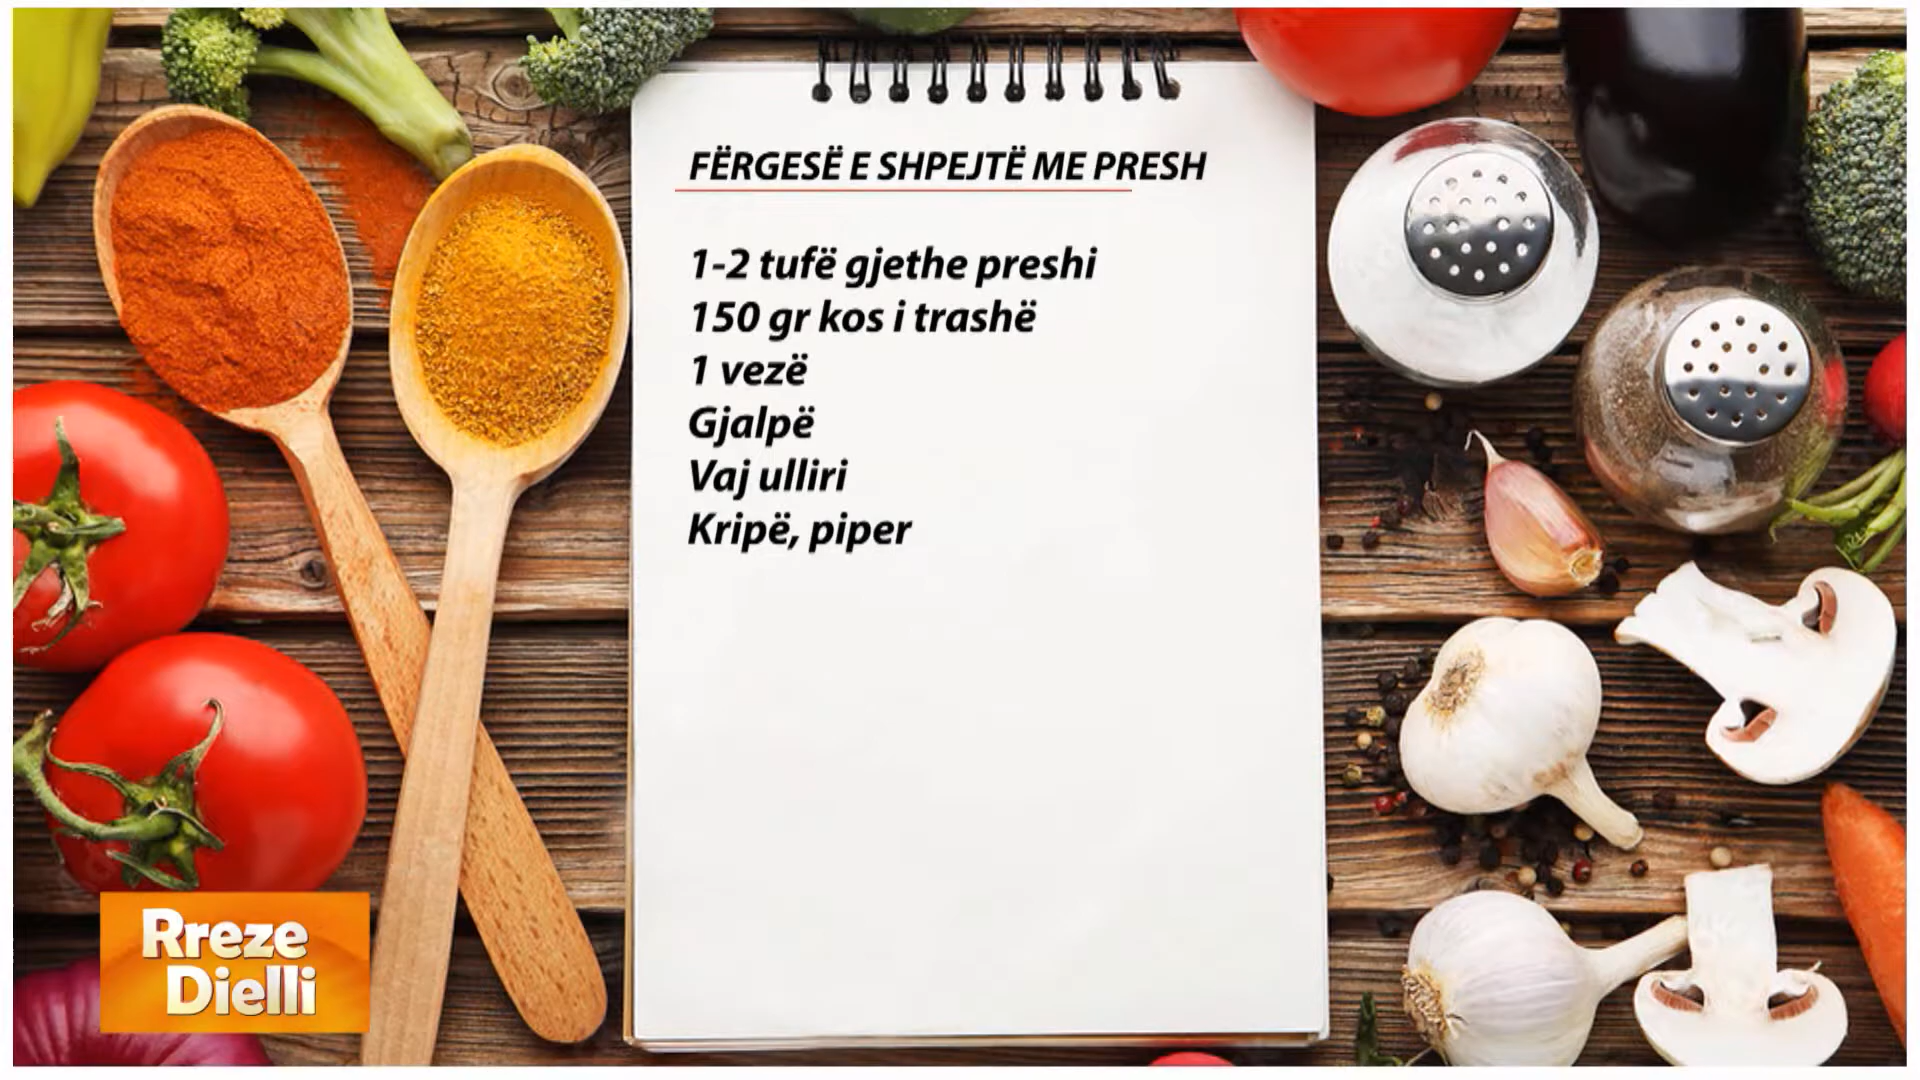 FËRGESË E SHPEJTË ME PRESH
1-2 tufë gjethe preshi
150 gr kos i trashë
1 vezë
Gjalpë
Vaj ulliri
Kripë, piper
Rreze
Dielli